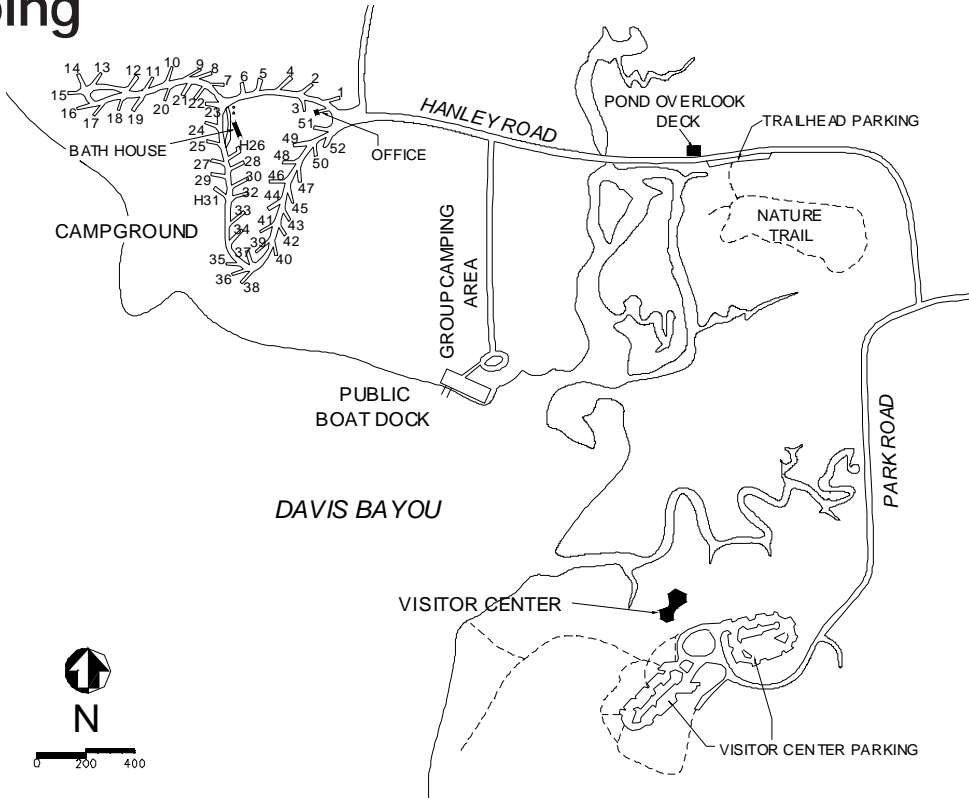 ping
14 13 12 11 10 9 8 7 6 5 4 2 1
15 16 17 18 19 20 21 22 3
23 51
24 49 52
25 H26 48 50
BATH HOUSE
OFFICE
27 28 46 47
29 30 44 45
H31 32 43
33 41 42
34 39 40
35 37
36 38
CAMPGROUND
HANLEY ROAD
POND OVERLOOK
DECK
TRAILHEAD PARKING
NATURE
TRAIL
GROUP CAMPING
AREA
PUBLIC
BOAT DOCK
PARK ROAD
DAVIS BAYOU
VISITOR CENTER
VISITOR CENTER PARKING
N
0 200 400